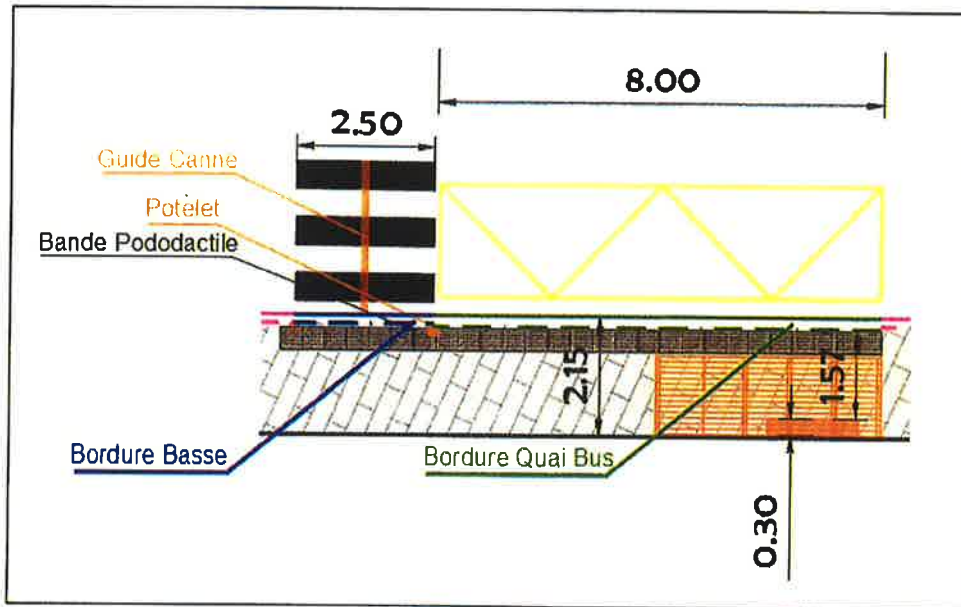 8.00
2.50
Guide Canne
Potelet
Bande Pododactile
2.15
1.57
Bordure Basse
Bordure Quai Bus
0.30